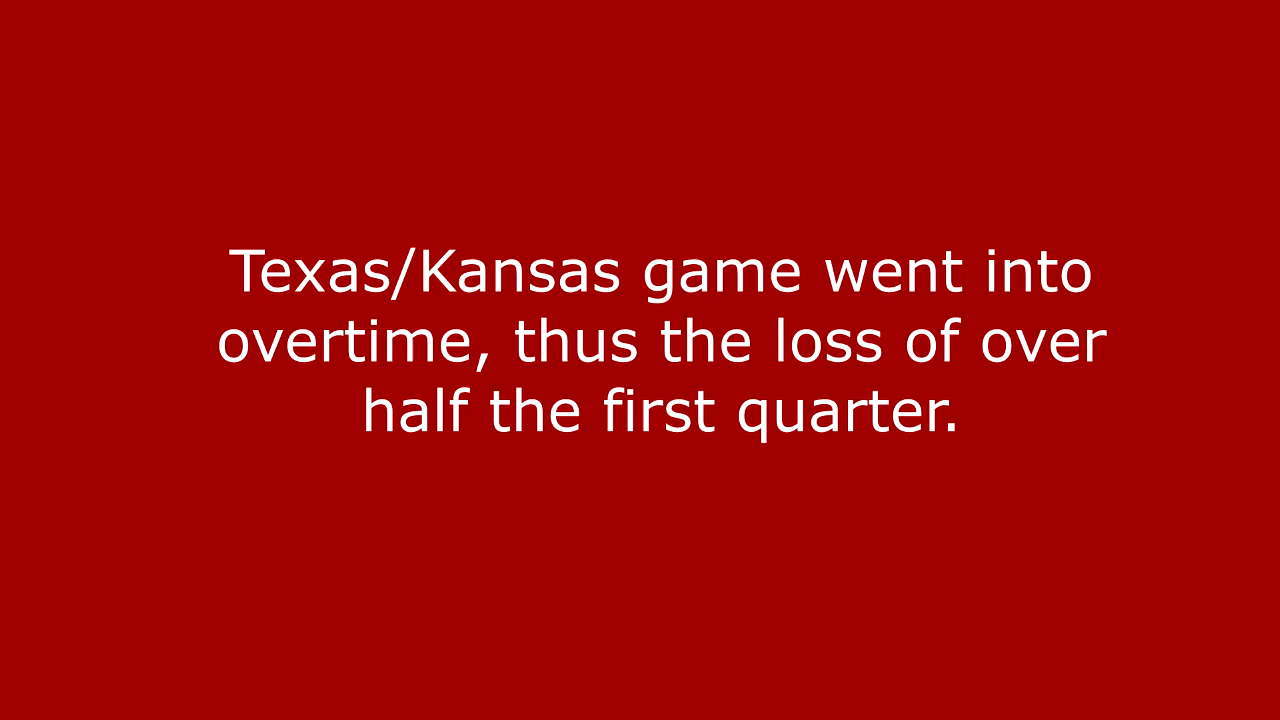 Texas/Kansas game went into
overtime, thus the loss of over
half the first quarter.